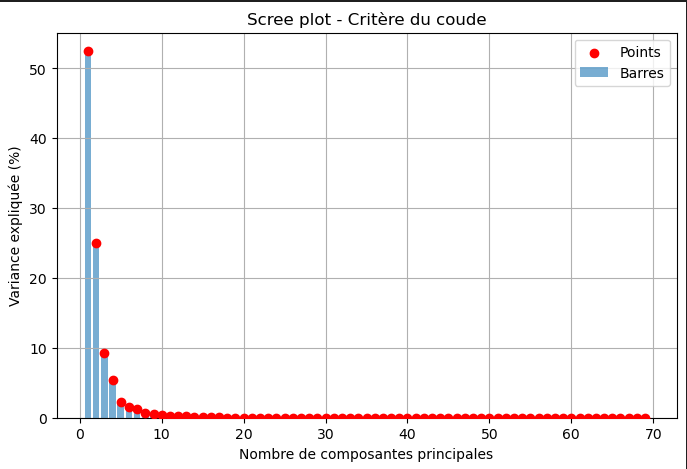 Scree plot - Critère du coude
Points
Barres
Variance expliquée (%)
50
40
30
20
10
0
0 10 20 30 40 50 60 70
Nombre de composantes principales